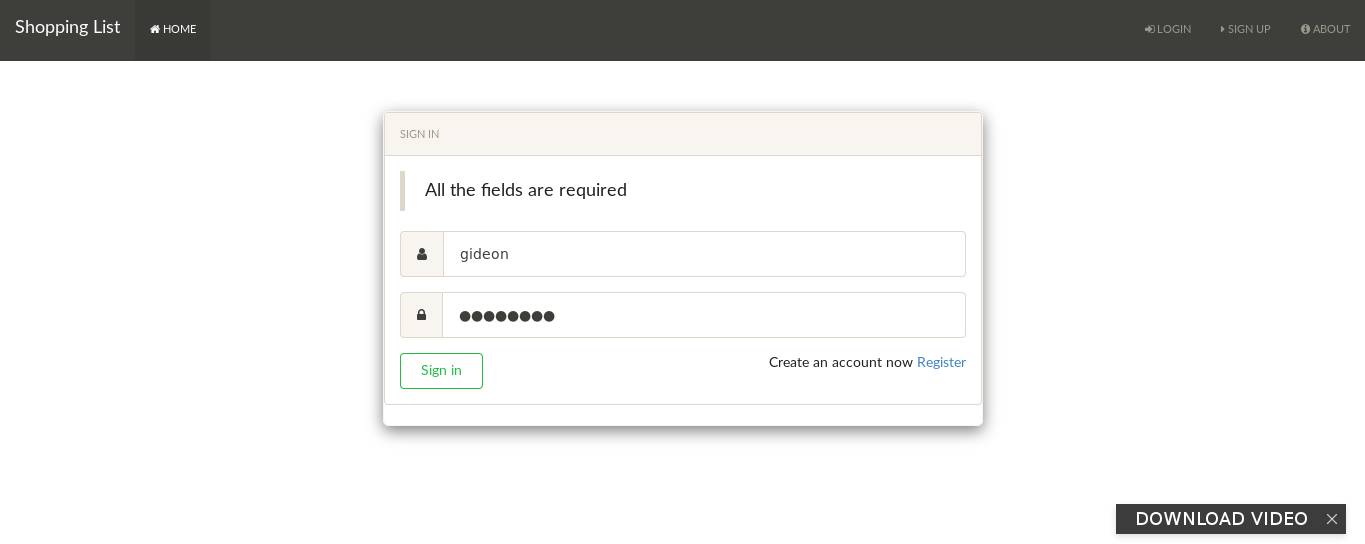 Shopping List HOME LOGIN SIGN UP ABOUT
SIGN IN
All the fields are required
gideon
●●●●●●●●
Sign in Create an account now Register
DOWNLOAD VIDEO